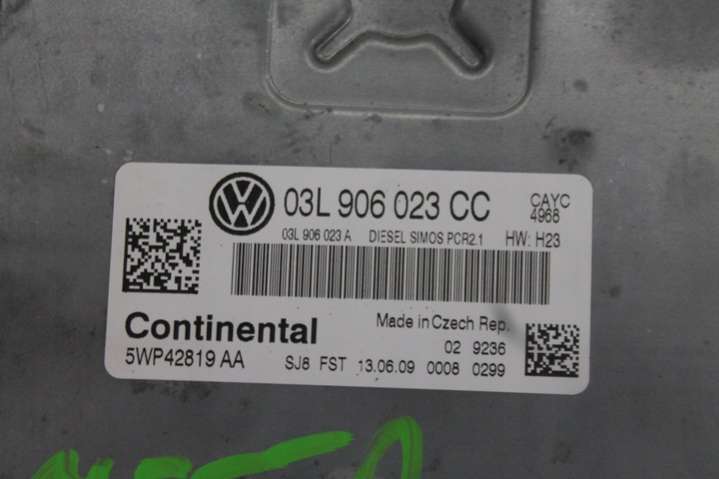 03L 906 023 CC
CAYC
4968
03L 906 023 A DIESEL SIMOS PCR2.1 HW: H23
Continental
Made in Czech Rep.
5WP42819 AA
02 9236
SJ8 FST 13.06.09 0008 0299